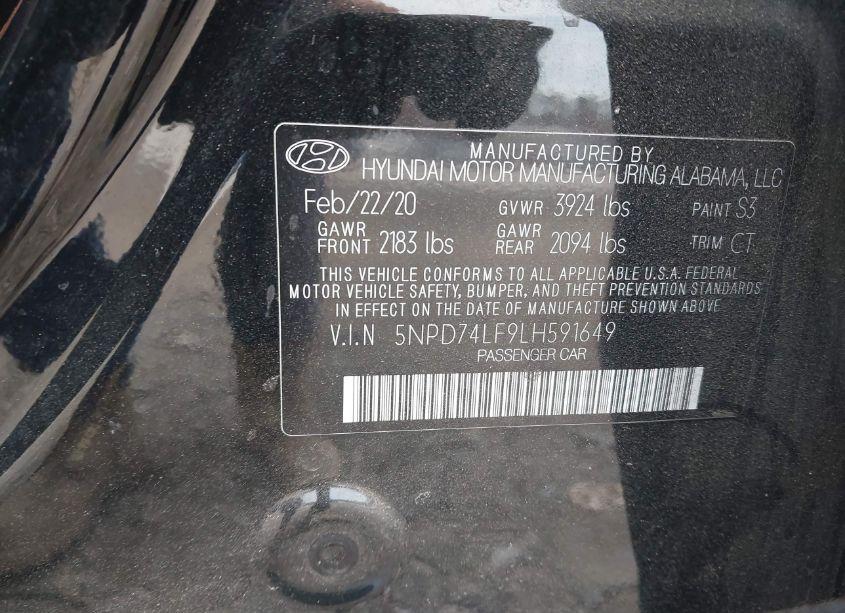 MANUFACTURED BY
HYUNDAI MOTOR MANUFACTURING ALABAMA, LLC
Feb/22/20 GVWR 3924 lbs PAINT S3
GAWR FRONT 2183 lbs GAWR REAR 2094 lbs TRIM CT
THIS VEHICLE CONFORMS TO ALL APPLICABLE U.S.A. FEDERAL
MOTOR VEHICLE SAFETY, BUMPER, AND THEFT PREVENTION STANDARDS
IN EFFECT ON THE DATE OF MANUFACTURE SHOWN ABOVE
V.I.N 5NPD74LF9LH591649
PASSENGER CAR